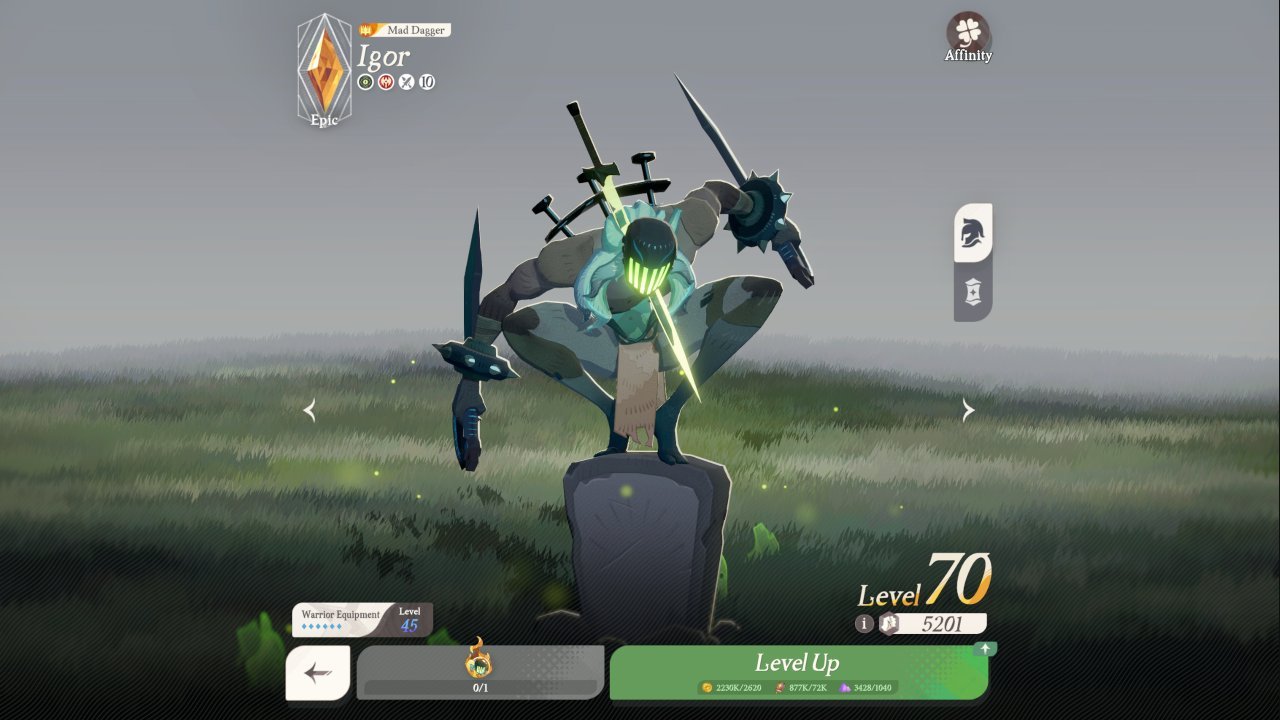 Mad Dagger
Igor
10
Epic
Affinity
Level 70
5201
Warrior Equipment
Level
45
0/1
Level Up
2230K/2620 877K/72K 3428/1040